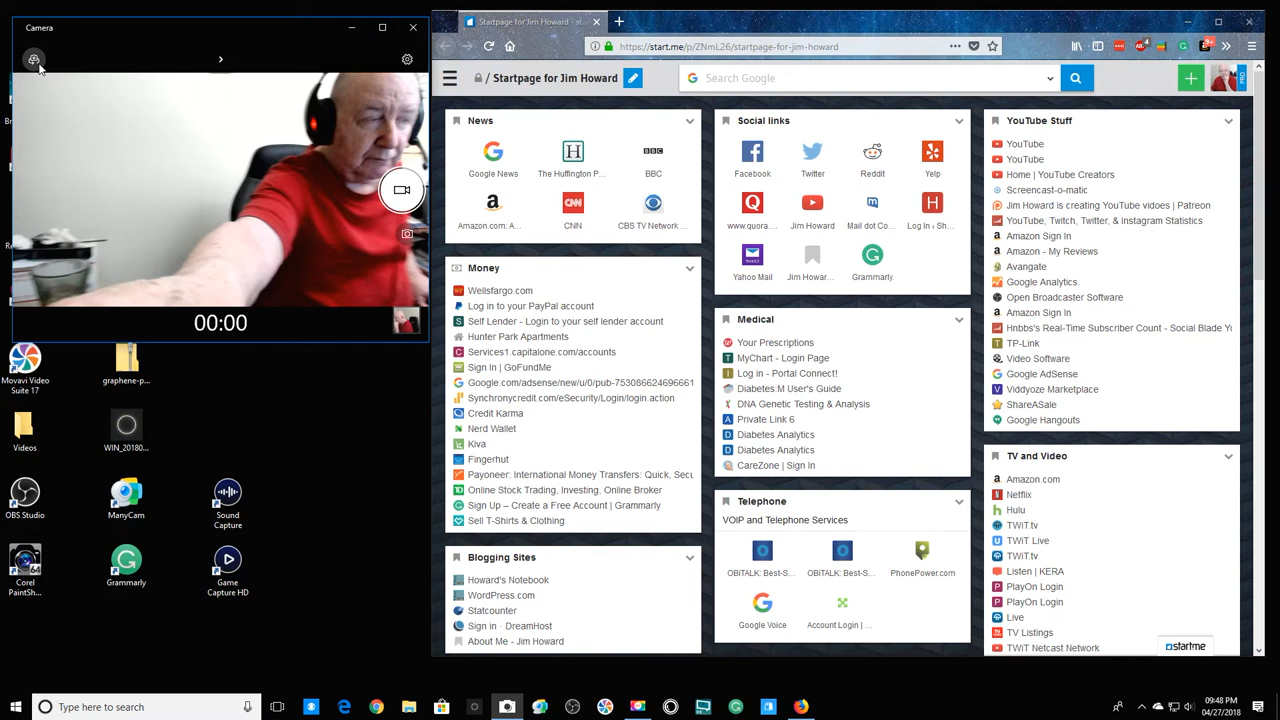 Camera
00:00
Movavi Video
Suite 17
graphene-p...
Videos
WIN_20180...
OBS Studio
ManyCam
Sound
Capture
Corel
PaintSh...
Grammarly
Game
Capture HD
Startpage for Jim Howard - star
https://start.me/p/ZNmL26/startpage-for-jim-howard
/ Startpage for Jim Howard
Search Google
PRO
News
Google News
The Huffington P...
BBC
Amazon.com: A...
CNN
CBS TV Network ...
Money
Wellsfargo.com
Log in to your PayPal account
Self Lender - Login to your self lender account
Hunter Park Apartments
Services1.capitalone.com/accounts
Sign In | GoFundMe
Google.com/adsense/new/u/0/pub-753086624696661
Synchronycredit.com/eSecurity/Login/login.action
Credit Karma
Nerd Wallet
Kiva
Fingerhut
Payoneer: International Money Transfers: Quick, Secu
Online Stock Trading, Investing, Online Broker
Sign Up – Create a Free Account | Grammarly
Sell T-Shirts & Clothing
Blogging Sites
Howard's Notebook
WordPress.com
Statcounter
Sign in · DreamHost
About Me - Jim Howard
Social links
Facebook
Twitter
Reddit
Yelp
www.quora...
Jim Howard
Mail dot Co...
Log In ‹ Sh...
Yahoo Mail
Jim Howar...
Grammarly.
Medical
Your Prescriptions
MyChart - Login Page
Log in - Portal Connect!
Diabetes:M User's Guide
DNA Genetic Testing & Analysis
Private Link 6
Diabetes Analytics
Diabetes Analytics
CareZone | Sign In
Telephone
VOIP and Telephone Services
OBiTALK: Best-S...
OBiTALK: Best-S...
PhonePower.com
Google Voice
Account Login | ...
YouTube Stuff
YouTube
YouTube
Home | YouTube Creators
Screencast-o-matic
Jim Howard is creating YouTube vidoes | Patreon
YouTube, Twitch, Twitter, & Instagram Statistics
Amazon Sign In
Amazon - My Reviews
Avangate
Google Analytics.
Open Broadcaster Software
Amazon Sign In
Hnbbs's Real-Time Subscriber Count - Social Blade Yo
TP-Link
Video Software
Google AdSense
Viddyoze Marketplace
ShareASale
Google Hangouts
TV and Video
Amazon.com
Netflix
Hulu
TWiT.tv
TWiT Live
TWiT.tv
Listen | KERA
PlayOn Login
PlayOn Login
Live
TV Listings
TWiT Netcast Network
startme
Type here to search
09:48 PM
04/27/2018